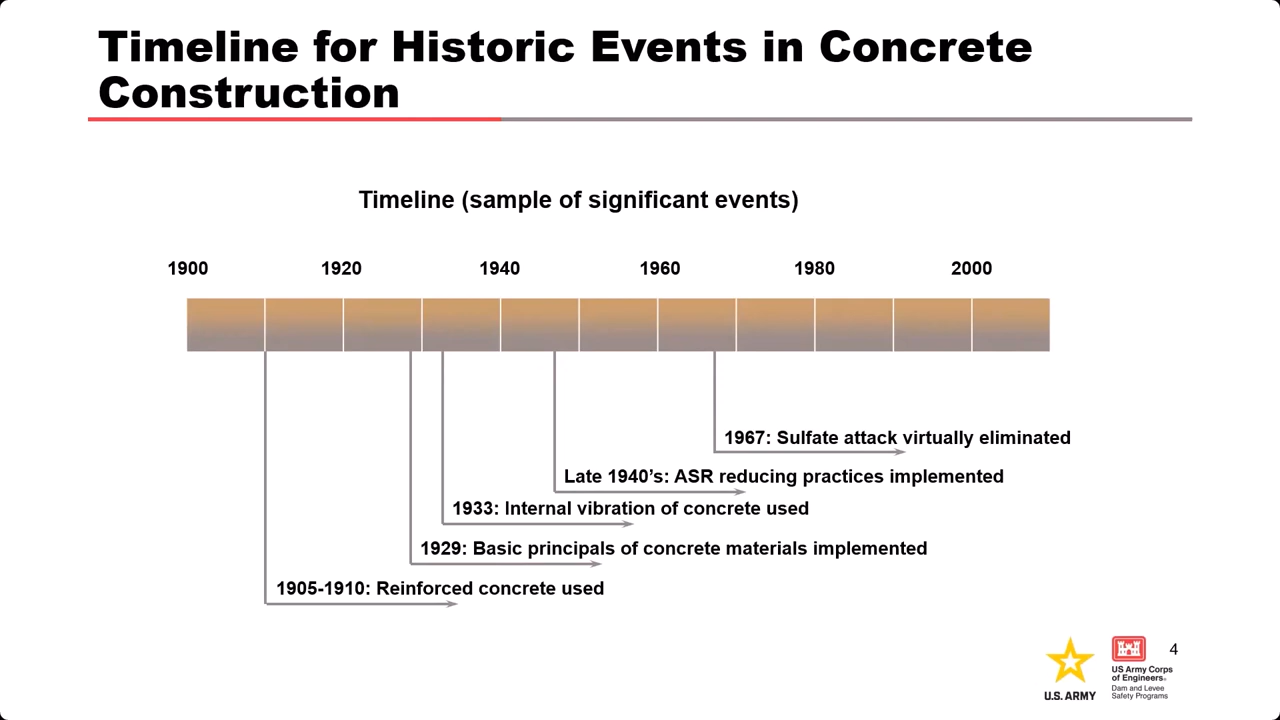 Timeline for Historic Events in Concrete
Construction
Timeline (sample of significant events)
1900 1920 1940 1960 1980 2000
1967: Sulfate attack virtually eliminated
Late 1940’s: ASR reducing practices implemented
1933: Internal vibration of concrete used
1929: Basic principals of concrete materials implemented
1905-1910: Reinforced concrete used
4
U.S. ARMY
US Army Corps
of Engineers®
Dam and Levee
Safety Programs